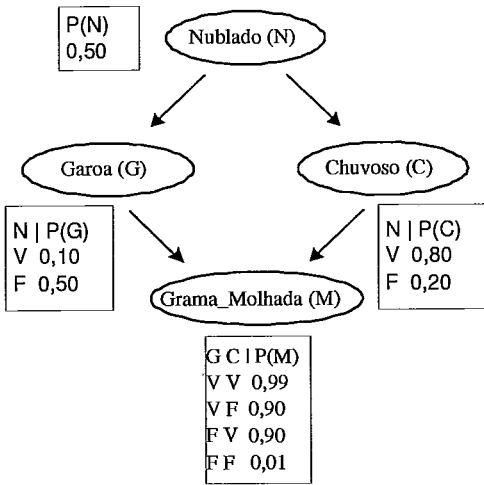 P(N)
0,50
Nublado (N)
Garoa (G)
Chuvoso (C)
N | P(G)
V 0,10
F 0,50
N | P(C)
V 0,80
F 0,20
Grama_Molhada (M)
G C | P(M)
V V 0,99
V F 0,90
F V 0,90
F F 0,01